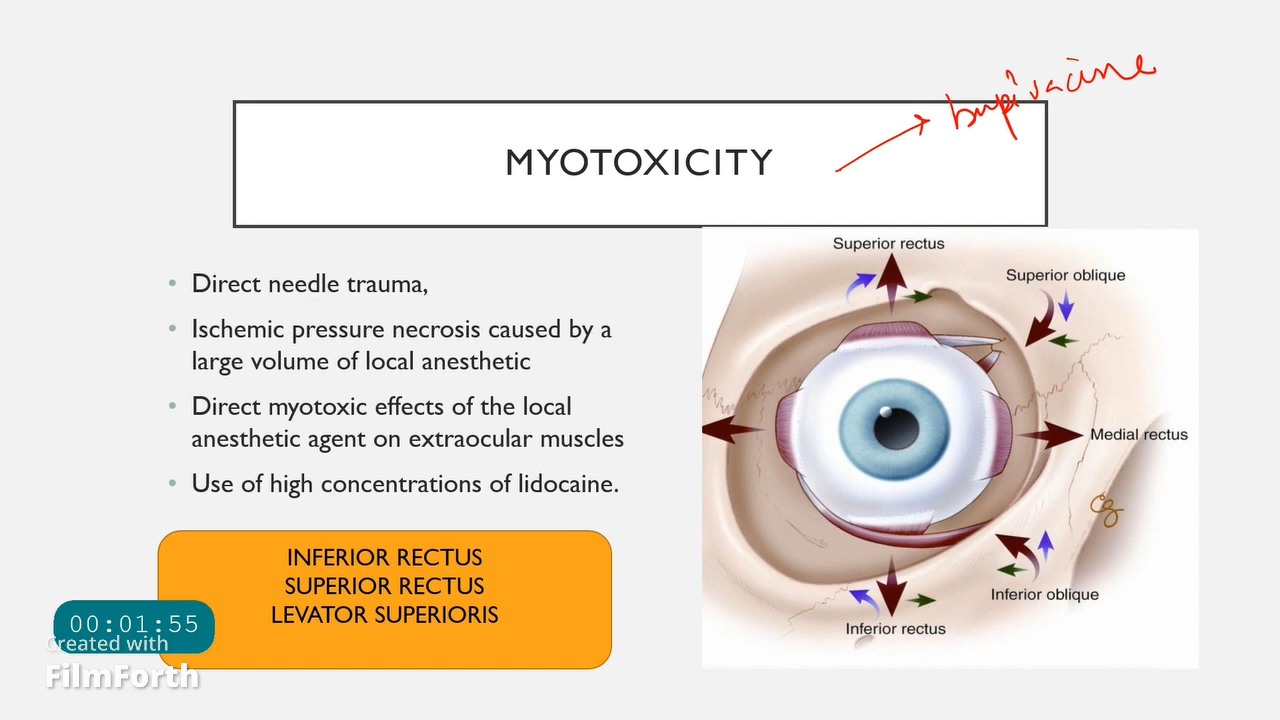 bupivacine
MYOTOXICITY
Direct needle trauma,
Ischemic pressure necrosis caused by a
large volume of local anesthetic
Direct myotoxic effects of the local
anesthetic agent on extraocular muscles
Use of high concentrations of lidocaine.
INFERIOR RECTUS
SUPERIOR RECTUS
LEVATOR SUPERIORIS
Superior rectus
Superior oblique
Medial rectus
Inferior oblique
Inferior rectus
00:01:55
Created with
FilmForth